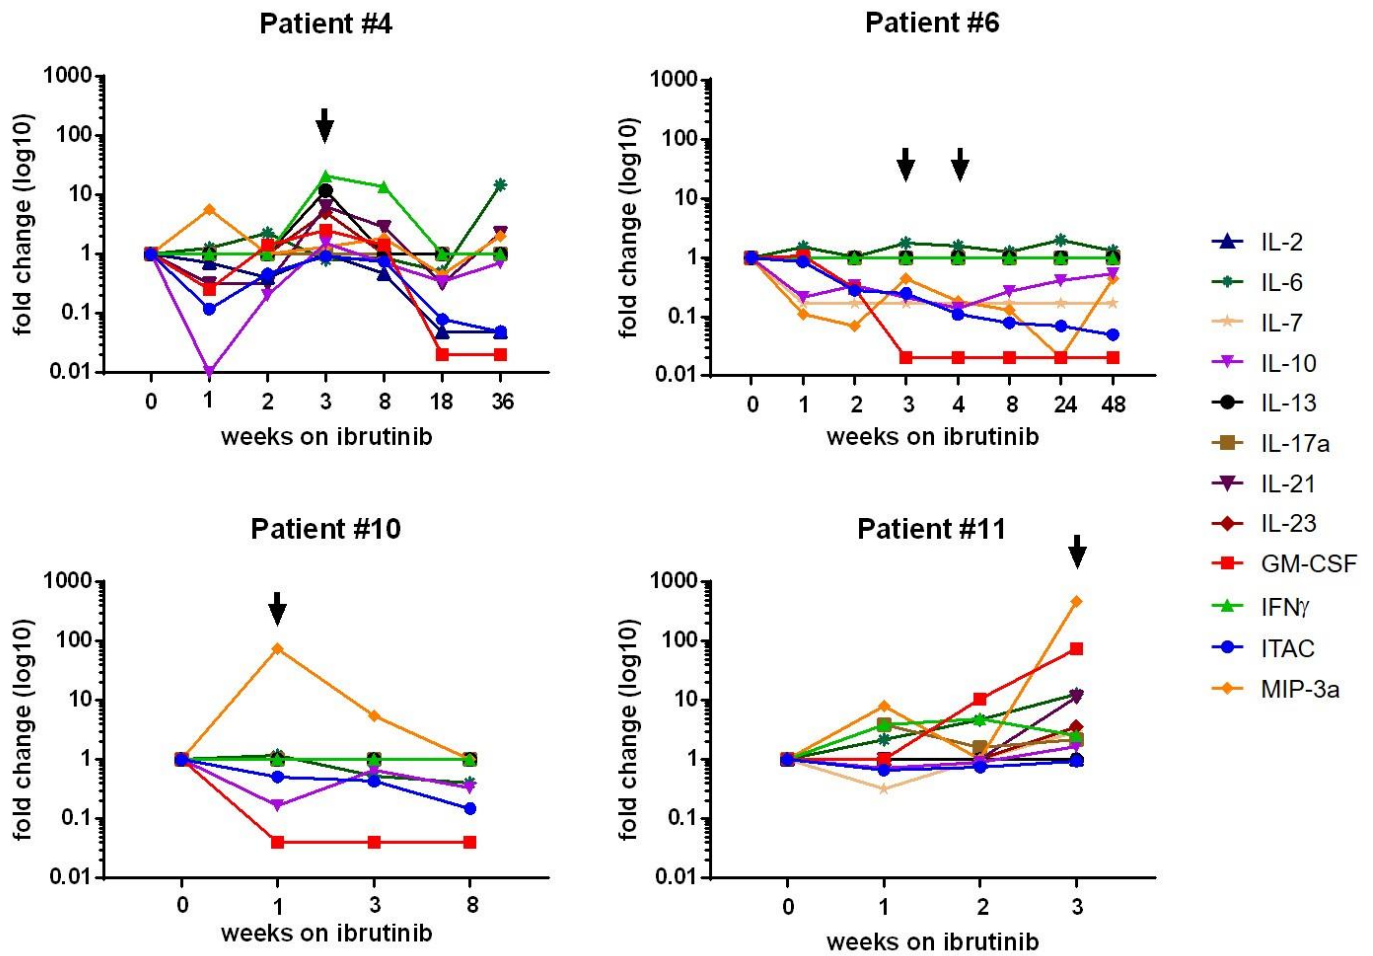 Patient #4
fold change (log10)
1000
100
10
1
0.1
0.01
0 1 2 3 8 18 36
weeks on ibrutinib
Patient #6
fold change (log10)
1000
100
10
1
0.1
0.01
0 1 2 3 4 8 24 48
weeks on ibrutinib
IL-2
IL-6
IL-7
IL-10
IL-13
IL-17a
IL-21
IL-23
GM-CSF
IFNγ
ITAC
MIP-3a
Patient #10
fold change (log10)
1000
100
10
1
0.1
0.01
0 1 3 8
weeks on ibrutinib
Patient #11
fold change (log10)
1000
100
10
1
0.1
0.01
0 1 2 3
weeks on ibrutinib